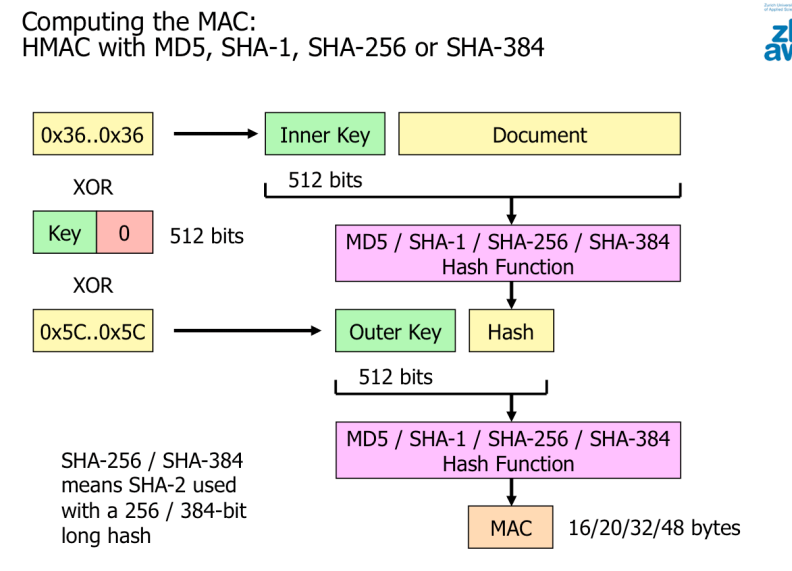 Computing the MAC:
HMAC with MD5, SHA-1, SHA-256 or SHA-384
0x36..0x36
Inner Key
Document
XOR
512 bits
Key
0
512 bits
MD5 / SHA-1 / SHA-256 / SHA-384
Hash Function
XOR
0x5C..0x5C
Outer Key
Hash
512 bits
MD5 / SHA-1 / SHA-256 / SHA-384
Hash Function
SHA-256 / SHA-384
means SHA-2 used
with a 256 / 384-bit
long hash
MAC
16/20/32/48 bytes